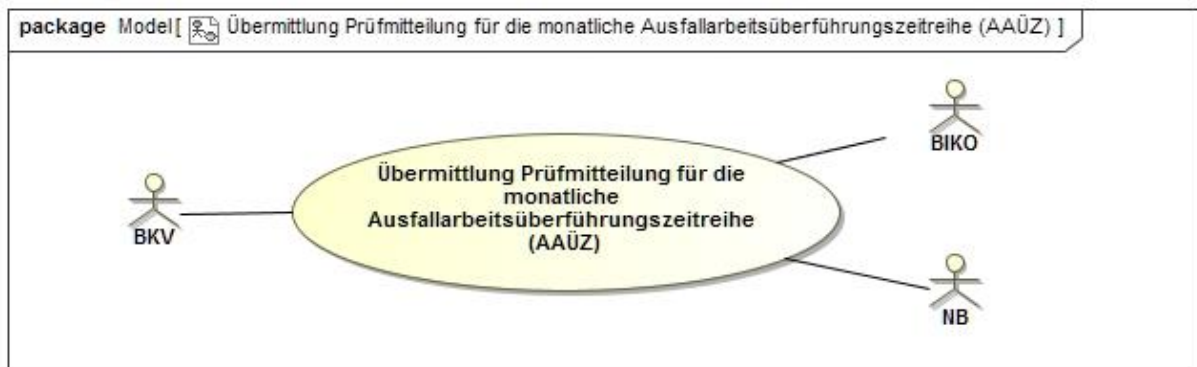 package Model [ Übermittlung Prüfmitteilung für die monatliche Ausfallarbeitsüberführungszeitreihe (AAÜZ) ]
BIKO
Übermittlung Prüfmitteilung für die
monatliche
Ausfallarbeitsüberführungszeitreihe
(AAÜZ)
BKV
NB